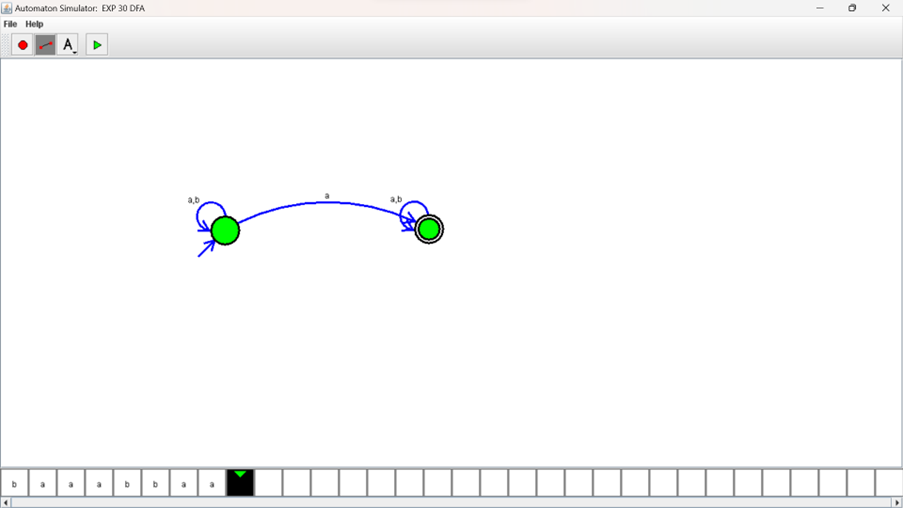 Automaton Simulator: EXP 30 DFA
File Help
A
a
a,b a,b
b a a a b b a a